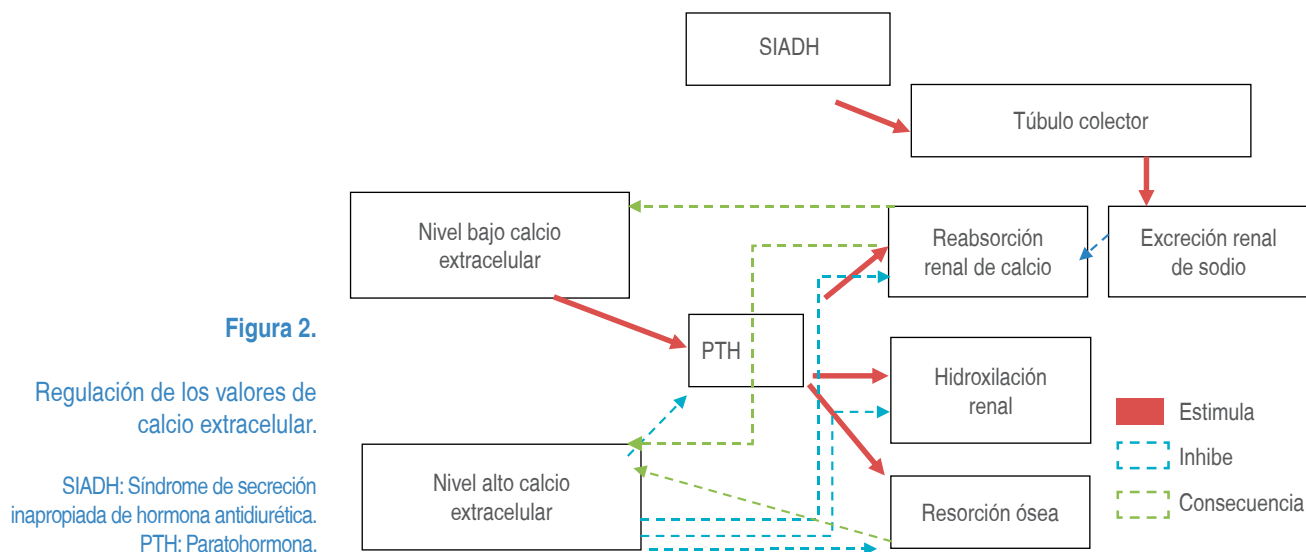 SIADH
Túbulo colector
Nivel bajo calcio
extracelular
Reabsorción
renal de calcio
Excreción renal
de sodio
Figura 2.
Regulación de los valores de
calcio extracelular.
SIADH: Síndrome de secreción
inapropiada de hormona antidiurética.
PTH: Paratohormona.
PTH
Hidroxilación
renal
Nivel alto calcio
extracelular
Resorción ósea
Estimula
Inhibe
Consecuencia